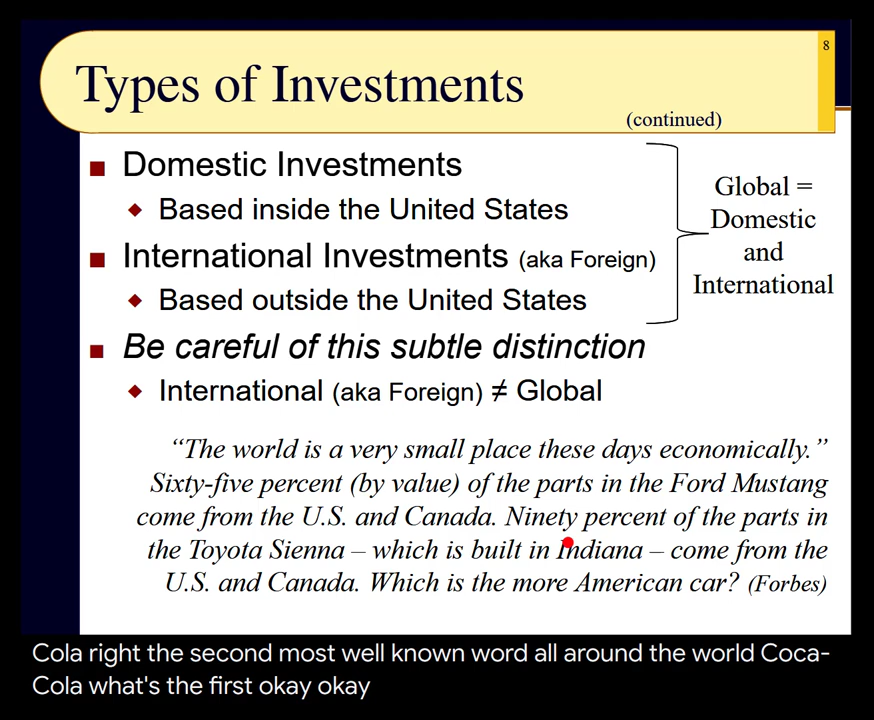 8
Types of Investments
(continued)
■ Domestic Investments
◆ Based inside the United States
■ International Investments (aka Foreign)
◆ Based outside the United States
Global =
Domestic
and
International
■ Be careful of this subtle distinction
◆ International (aka Foreign) ≠ Global
“The world is a very small place these days economically.”
Sixty-five percent (by value) of the parts in the Ford Mustang
come from the U.S. and Canada. Ninety percent of the parts in
the Toyota Sienna – which is built in Indiana – come from the
U.S. and Canada. Which is the more American car? (Forbes)
Cola right the second most well known word all around the world Coca-
Cola what's the first okay okay